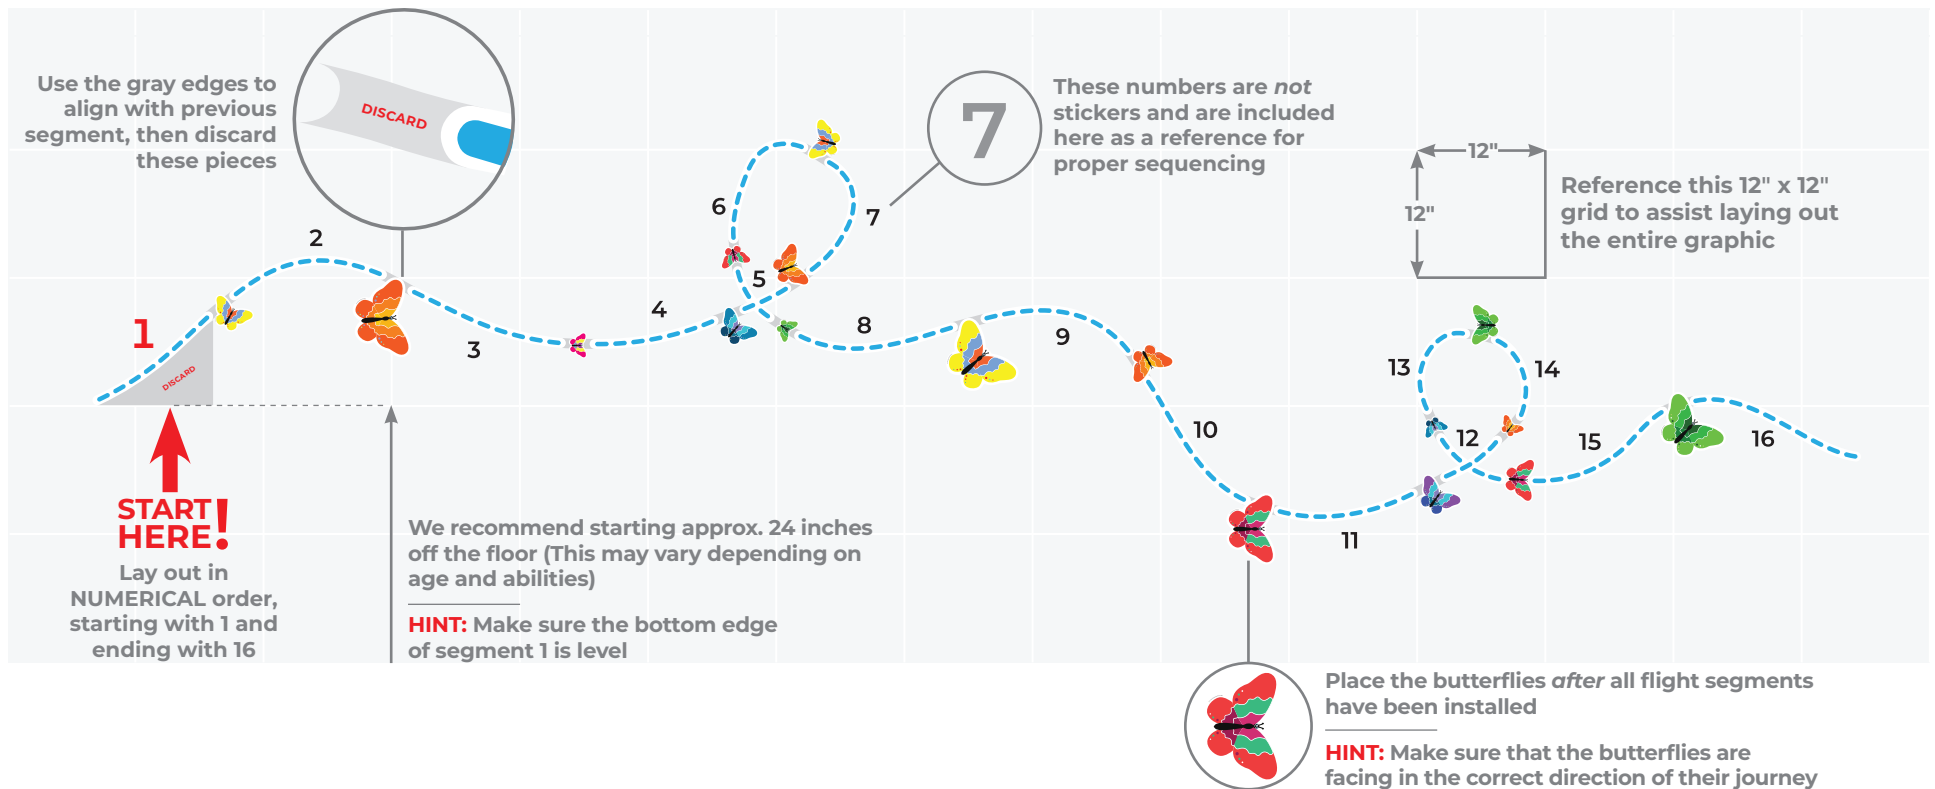 Use the gray edges to
align with previous
segment, then discard
these pieces
DISCARD
7
These numbers are not
stickers and are included
here as a reference for
proper sequencing
12"
12"
Reference this 12" x 12"
grid to assist laying out
the entire graphic
1
DISCARD
2
3
4
5
6
7
8
9
10
11
12
13
14
15
16
START
HERE!
Lay out in
NUMERICAL order,
starting with 1 and
ending with 16
We recommend starting approx. 24 inches
off the floor (This may vary depending on
age and abilities)
HINT: Make sure the bottom edge
of segment 1 is level
Place the butterflies after all flight segments
have been installed
HINT: Make sure that the butterflies are
facing in the correct direction of their journey